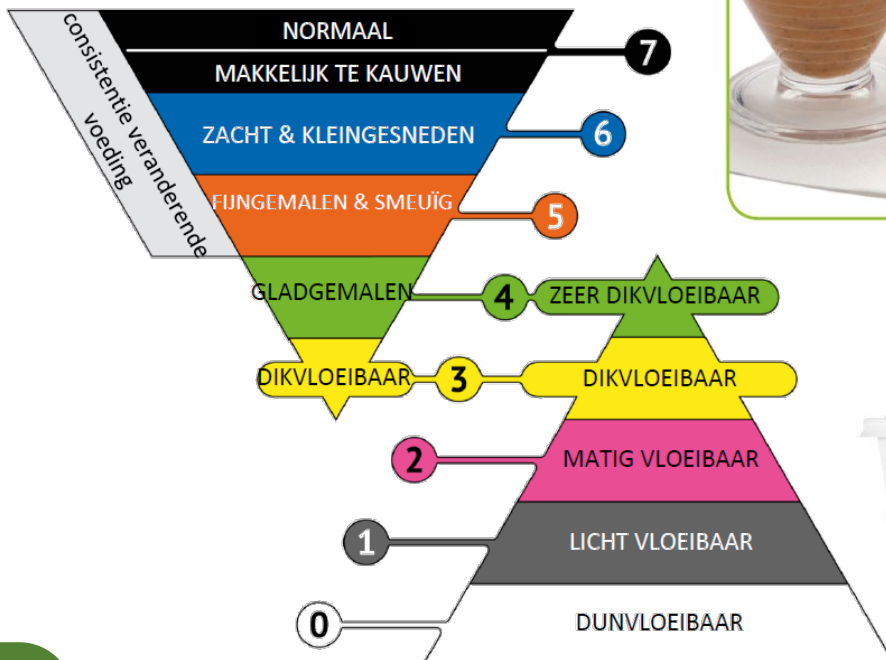 NORMAAL
7
MAKKELIJK TE KAUWEN
consistentie veranderende
voeding
ZACHT & KLEINGESNEDEN
6
FIJNGEMALEN & SMEUÏG
5
GLADGEMALEN
4
ZEER DIKVLOEIBAAR
DIKVLOEIBAAR
3
DIKVLOEIBAAR
2
MATIG VLOEIBAAR
1
LICHT VLOEIBAAR
0
DUNVLOEIBAAR